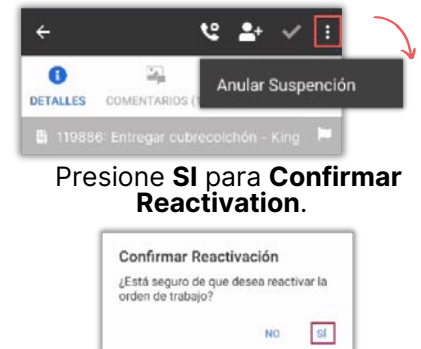 Anular Suspención
DETALLES
COMENTARIOS (
119886: Entregar cubrecolchón - King
Presione SI para Confirmar
Reactivation.
Confirmar Reactivación
¿Está seguro de que desea reactivar la
orden de trabajo?
NO
SÍ